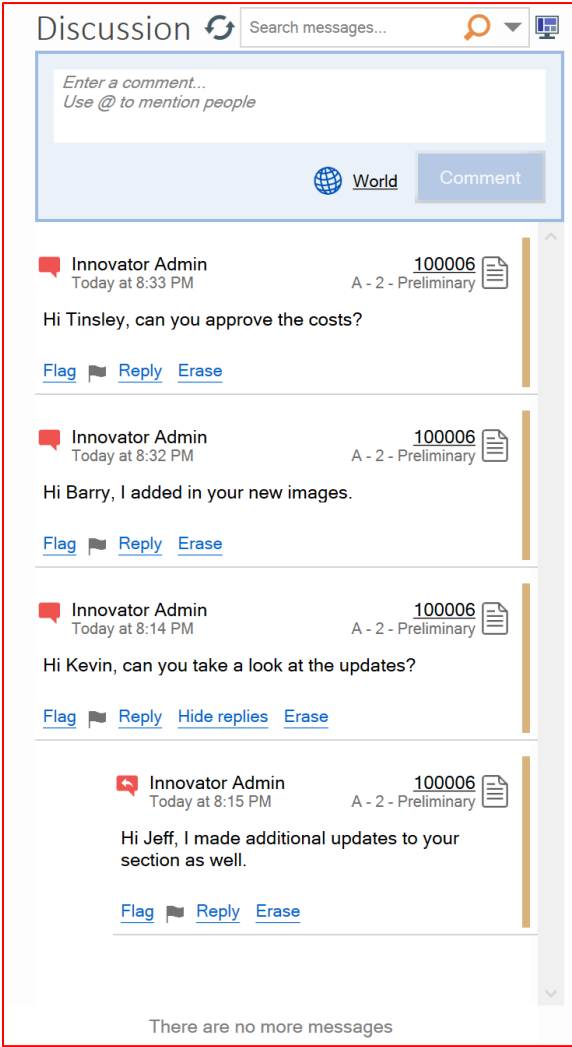 Discussion Search messages...
Enter a comment...
Use @ to mention people
World Comment
Innovator Admin 100006
Today at 8:33 PM A - 2 - Preliminary
Hi Tinsley, can you approve the costs?
Flag Reply Erase
Innovator Admin 100006
Today at 8:32 PM A - 2 - Preliminary
Hi Barry, I added in your new images.
Flag Reply Erase
Innovator Admin 100006
Today at 8:14 PM A - 2 - Preliminary
Hi Kevin, can you take a look at the updates?
Flag Reply Hide replies Erase
Innovator Admin 100006
Today at 8:15 PM A - 2 - Preliminary
Hi Jeff, I made additional updates to your
section as well.
Flag Reply Erase
There are no more messages